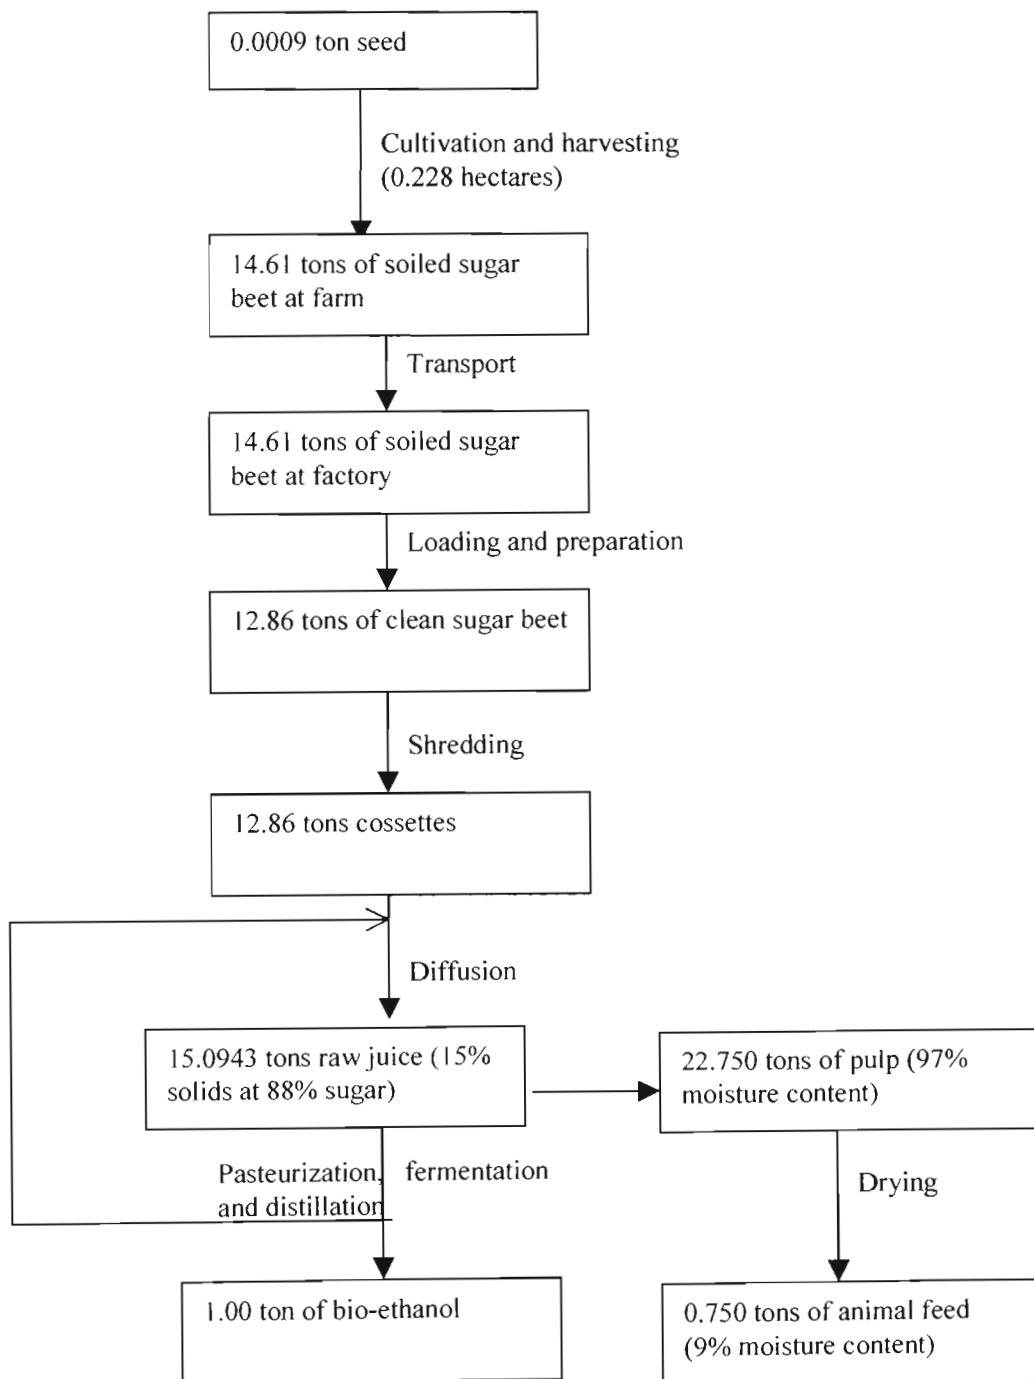 0.0009 ton seed
Cultivation and harvesting
(0.228 hectares)
14.61 tons of soiled sugar
beet at farm
Transport
14.61 tons of soiled sugar
beet at factory
Loading and preparation
12.86 tons of clean sugar beet
Shredding
12.86 tons cossettes
Diffusion
15.0943 tons raw juice (15%
solids at 88% sugar)
22.750 tons of pulp (97%
moisture content)
Pasteurization, fermentation
and distillation
Drying
1.00 ton of bio-ethanol
0.750 tons of animal feed
(9% moisture content)